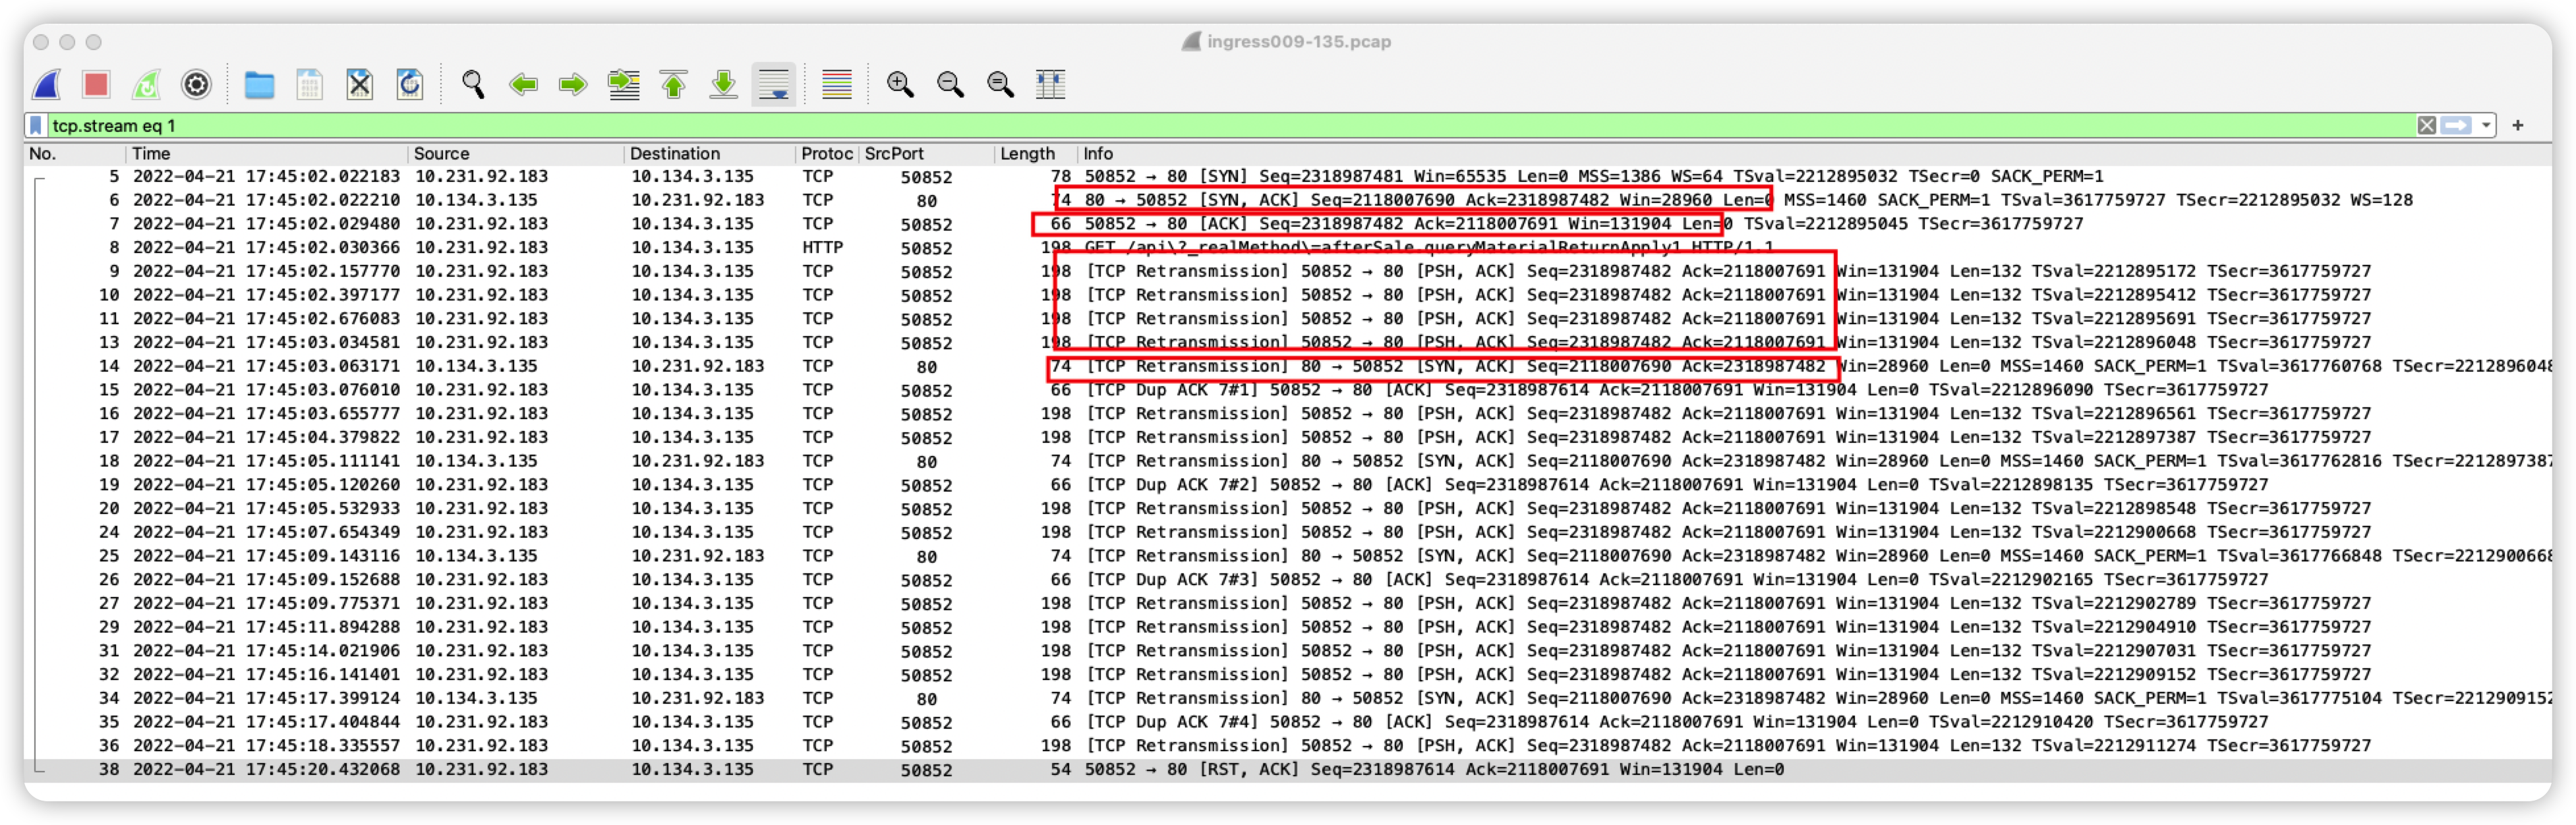 ingress009-135.pcap
tcp.stream eq 1
No. Time Source Destination Protoc SrcPort Length Info
5 2022-04-21 17:45:02.022183 10.231.92.183 10.134.3.135 TCP 50852 78 50852 → 80 [SYN] Seq=2318987481 Win=65535 Len=0 MSS=1386 WS=64 TSval=2212895032 TSecr=0 SACK_PERM=1
6 2022-04-21 17:45:02.022210 10.134.3.135 10.231.92.183 TCP 80 74 80 → 50852 [SYN, ACK] Seq=2118007690 Ack=2318987482 Win=28960 Len=0 MSS=1460 SACK_PERM=1 TSval=3617759727 TSecr=2212895032 WS=128
7 2022-04-21 17:45:02.029480 10.231.92.183 10.134.3.135 TCP 50852 66 50852 → 80 [ACK] Seq=2318987482 Ack=2118007691 Win=131904 Len=0 TSval=2212895045 TSecr=3617759727
8 2022-04-21 17:45:02.030366 10.231.92.183 10.134.3.135 HTTP 50852 198 GET /api\?_realMethod\=afterSale.queryMaterialReturnApply1 HTTP/1.1
9 2022-04-21 17:45:02.157770 10.231.92.183 10.134.3.135 TCP 50852 198 [TCP Retransmission] 50852 → 80 [PSH, ACK] Seq=2318987482 Ack=2118007691 Win=131904 Len=132 TSval=2212895172 TSecr=3617759727
10 2022-04-21 17:45:02.397177 10.231.92.183 10.134.3.135 TCP 50852 198 [TCP Retransmission] 50852 → 80 [PSH, ACK] Seq=2318987482 Ack=2118007691 Win=131904 Len=132 TSval=2212895412 TSecr=3617759727
11 2022-04-21 17:45:02.676083 10.231.92.183 10.134.3.135 TCP 50852 198 [TCP Retransmission] 50852 → 80 [PSH, ACK] Seq=2318987482 Ack=2118007691 Win=131904 Len=132 TSval=2212895691 TSecr=3617759727
13 2022-04-21 17:45:03.034581 10.231.92.183 10.134.3.135 TCP 50852 198 [TCP Retransmission] 50852 → 80 [PSH, ACK] Seq=2318987482 Ack=2118007691 Win=131904 Len=132 TSval=2212896048 TSecr=3617759727
14 2022-04-21 17:45:03.063171 10.134.3.135 10.231.92.183 TCP 80 74 [TCP Retransmission] 80 → 50852 [SYN, ACK] Seq=2118007690 Ack=2318987482 Win=28960 Len=0 MSS=1460 SACK_PERM=1 TSval=3617760768 TSecr=2212896048
15 2022-04-21 17:45:03.076010 10.231.92.183 10.134.3.135 TCP 50852 66 [TCP Dup ACK 7#1] 50852 → 80 [ACK] Seq=2318987614 Ack=2118007691 Win=131904 Len=0 TSval=2212896090 TSecr=3617759727
16 2022-04-21 17:45:03.655777 10.231.92.183 10.134.3.135 TCP 50852 198 [TCP Retransmission] 50852 → 80 [PSH, ACK] Seq=2318987482 Ack=2118007691 Win=131904 Len=132 TSval=2212896561 TSecr=3617759727
17 2022-04-21 17:45:04.379822 10.231.92.183 10.134.3.135 TCP 50852 198 [TCP Retransmission] 50852 → 80 [PSH, ACK] Seq=2318987482 Ack=2118007691 Win=131904 Len=132 TSval=2212897387 TSecr=3617759727
18 2022-04-21 17:45:05.111141 10.134.3.135 10.231.92.183 TCP 80 74 [TCP Retransmission] 80 → 50852 [SYN, ACK] Seq=2118007690 Ack=2318987482 Win=28960 Len=0 MSS=1460 SACK_PERM=1 TSval=3617762816 TSecr=2212897387
19 2022-04-21 17:45:05.120260 10.231.92.183 10.134.3.135 TCP 50852 66 [TCP Dup ACK 7#2] 50852 → 80 [ACK] Seq=2318987614 Ack=2118007691 Win=131904 Len=0 TSval=2212898135 TSecr=3617759727
20 2022-04-21 17:45:05.532933 10.231.92.183 10.134.3.135 TCP 50852 198 [TCP Retransmission] 50852 → 80 [PSH, ACK] Seq=2318987482 Ack=2118007691 Win=131904 Len=132 TSval=2212898548 TSecr=3617759727
24 2022-04-21 17:45:07.654349 10.231.92.183 10.134.3.135 TCP 50852 198 [TCP Retransmission] 50852 → 80 [PSH, ACK] Seq=2318987482 Ack=2118007691 Win=131904 Len=132 TSval=2212900668 TSecr=3617759727
25 2022-04-21 17:45:09.143116 10.134.3.135 10.231.92.183 TCP 80 74 [TCP Retransmission] 80 → 50852 [SYN, ACK] Seq=2118007690 Ack=2318987482 Win=28960 Len=0 MSS=1460 SACK_PERM=1 TSval=3617766848 TSecr=2212900668
26 2022-04-21 17:45:09.152688 10.231.92.183 10.134.3.135 TCP 50852 66 [TCP Dup ACK 7#3] 50852 → 80 [ACK] Seq=2318987614 Ack=2118007691 Win=131904 Len=0 TSval=2212902165 TSecr=3617759727
27 2022-04-21 17:45:09.775371 10.231.92.183 10.134.3.135 TCP 50852 198 [TCP Retransmission] 50852 → 80 [PSH, ACK] Seq=2318987482 Ack=2118007691 Win=131904 Len=132 TSval=2212902789 TSecr=3617759727
29 2022-04-21 17:45:11.894288 10.231.92.183 10.134.3.135 TCP 50852 198 [TCP Retransmission] 50852 → 80 [PSH, ACK] Seq=2318987482 Ack=2118007691 Win=131904 Len=132 TSval=2212904910 TSecr=3617759727
31 2022-04-21 17:45:14.021906 10.231.92.183 10.134.3.135 TCP 50852 198 [TCP Retransmission] 50852 → 80 [PSH, ACK] Seq=2318987482 Ack=2118007691 Win=131904 Len=132 TSval=2212907031 TSecr=3617759727
32 2022-04-21 17:45:16.141401 10.231.92.183 10.134.3.135 TCP 50852 198 [TCP Retransmission] 50852 → 80 [PSH, ACK] Seq=2318987482 Ack=2118007691 Win=131904 Len=132 TSval=2212909152 TSecr=3617759727
34 2022-04-21 17:45:17.399124 10.134.3.135 10.231.92.183 TCP 80 74 [TCP Retransmission] 80 → 50852 [SYN, ACK] Seq=2118007690 Ack=2318987482 Win=28960 Len=0 MSS=1460 SACK_PERM=1 TSval=3617775104 TSecr=2212909152
35 2022-04-21 17:45:17.404844 10.231.92.183 10.134.3.135 TCP 50852 66 [TCP Dup ACK 7#4] 50852 → 80 [ACK] Seq=2318987614 Ack=2118007691 Win=131904 Len=0 TSval=2212910420 TSecr=3617759727
36 2022-04-21 17:45:18.335557 10.231.92.183 10.134.3.135 TCP 50852 198 [TCP Retransmission] 50852 → 80 [PSH, ACK] Seq=2318987482 Ack=2118007691 Win=131904 Len=132 TSval=2212911274 TSecr=3617759727
38 2022-04-21 17:45:20.432068 10.231.92.183 10.134.3.135 TCP 50852 54 50852 → 80 [RST, ACK] Seq=2318987614 Ack=2118007691 Win=131904 Len=0